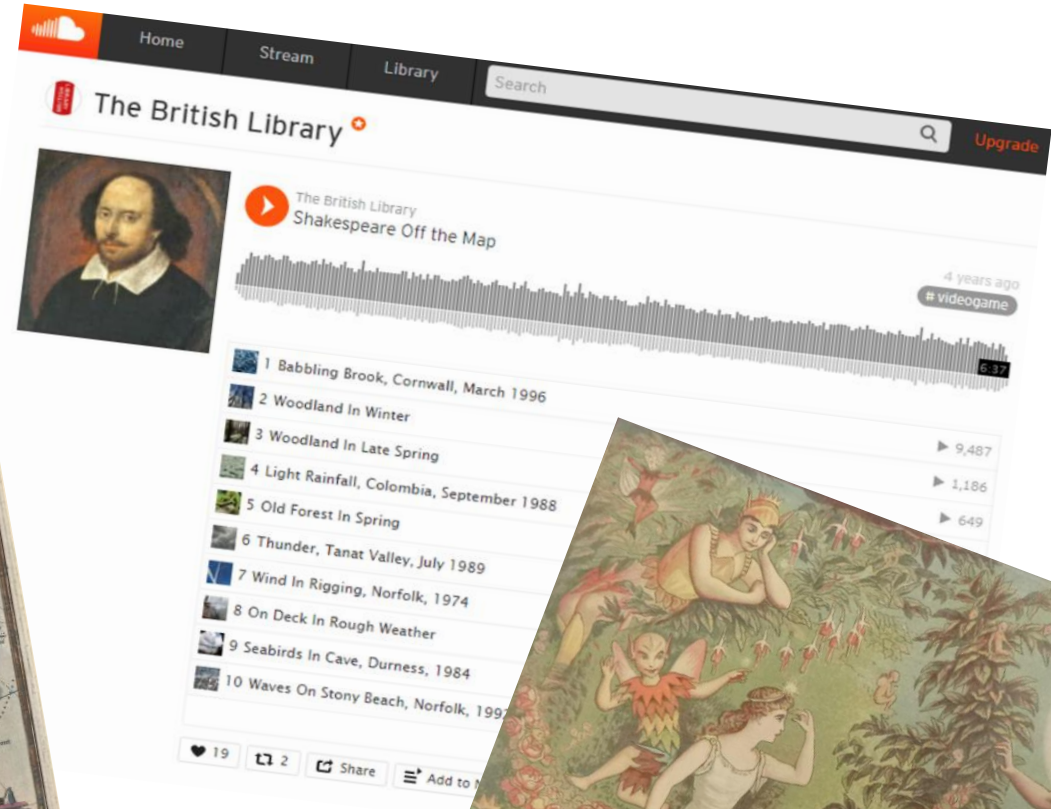 Home Stream Library Search Upgrade
The British Library
The British Library
Shakespeare Off the Map
4 years ago
# videogame
6:37
1 Babbling Brook, Cornwall, March 1996
9,487
2 Woodland In Winter
1,186
3 Woodland In Late Spring
649
4 Light Rainfall, Colombia, September 1988
5 Old Forest In Spring
6 Thunder, Tanat Valley, July 1989
7 Wind In Rigging, Norfolk, 1974
8 On Deck In Rough Weather
9 Seabirds In Cave, Durness, 1984
10 Waves On Stony Beach, Norfolk,
19 2 Share Add to